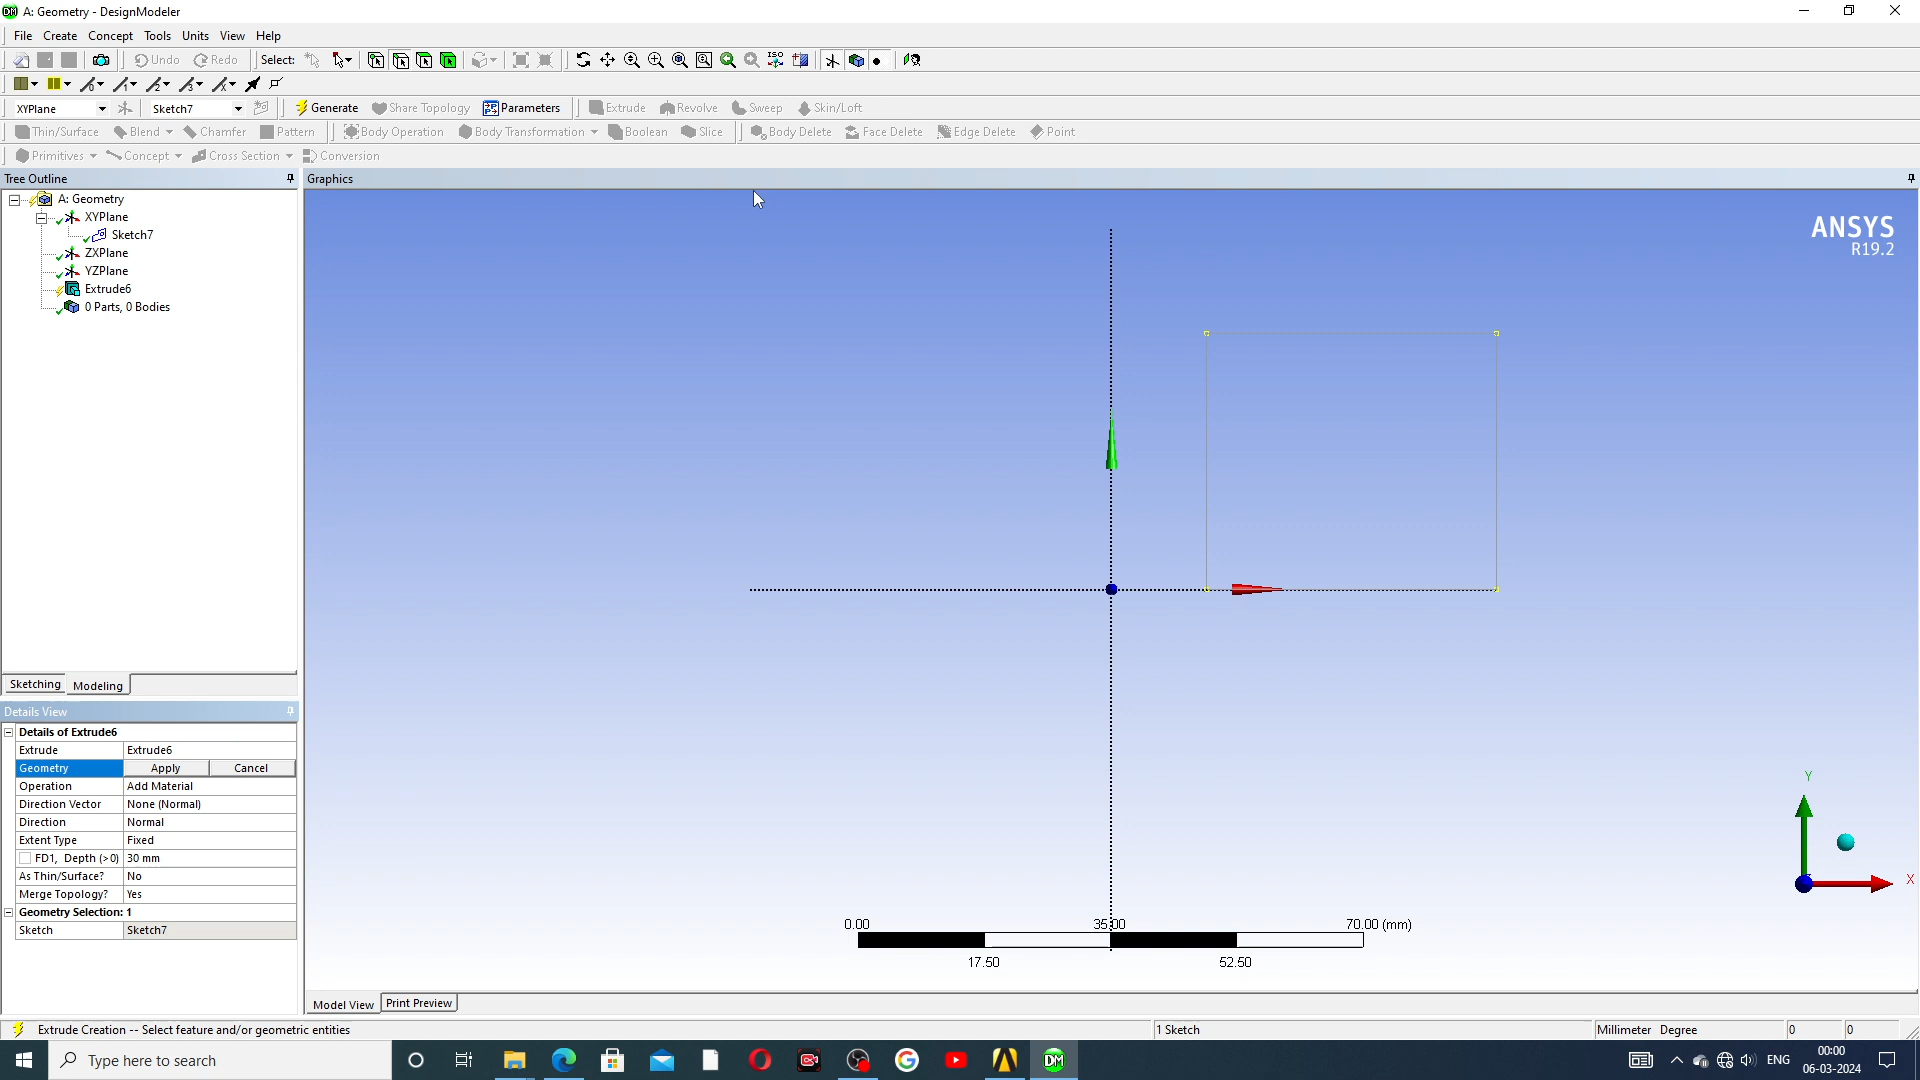 A: Geometry - DesignModeler
File Create Concept Tools Units View Help
Undo Redo Select: ISO
XYPlane Sketch7 Generate Share Topology Parameters Extrude Revolve Sweep Skin/Loft
Thin/Surface Blend Chamfer Pattern Body Operation Body Transformation Boolean Slice Body Delete Face Delete Edge Delete Point
Primitives Concept Cross Section Conversion
Tree Outline
Graphics
A: Geometry
XYPlane
Sketch7
ZXPlane
YZPlane
Extrude6
0 Parts, 0 Bodies
ANSYS
R19.2
Sketching Modeling
Details View
Details of Extrude6
Extrude Extrude6
Geometry Apply Cancel
Operation Add Material
Direction Vector None (Normal)
Direction Normal
Extent Type Fixed
FD1, Depth (>0) 30 mm
As Thin/Surface? No
Merge Topology? Yes
Geometry Selection: 1
Sketch Sketch7
Y
X
0.00 35.00 70.00 (mm)
17.50 52.50
Model View Print Preview
Extrude Creation -- Select feature and/or geometric entities 1 Sketch Millimeter Degree 0 0
Type here to search
DM
ENG
00:00
06-03-2024